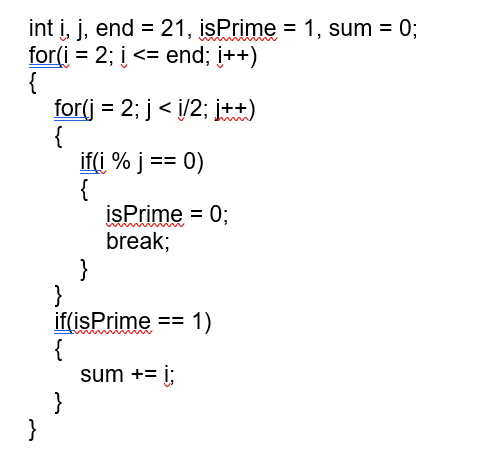 int i, j, end = 21, isPrime = 1, sum = 0;
for(i = 2; i <= end; i++)
{
for(j = 2; j < i/2; j++)
{
if(i % j == 0)
{
isPrime = 0;
break;
}
}
if(isPrime == 1)
{
sum += i;
}
}